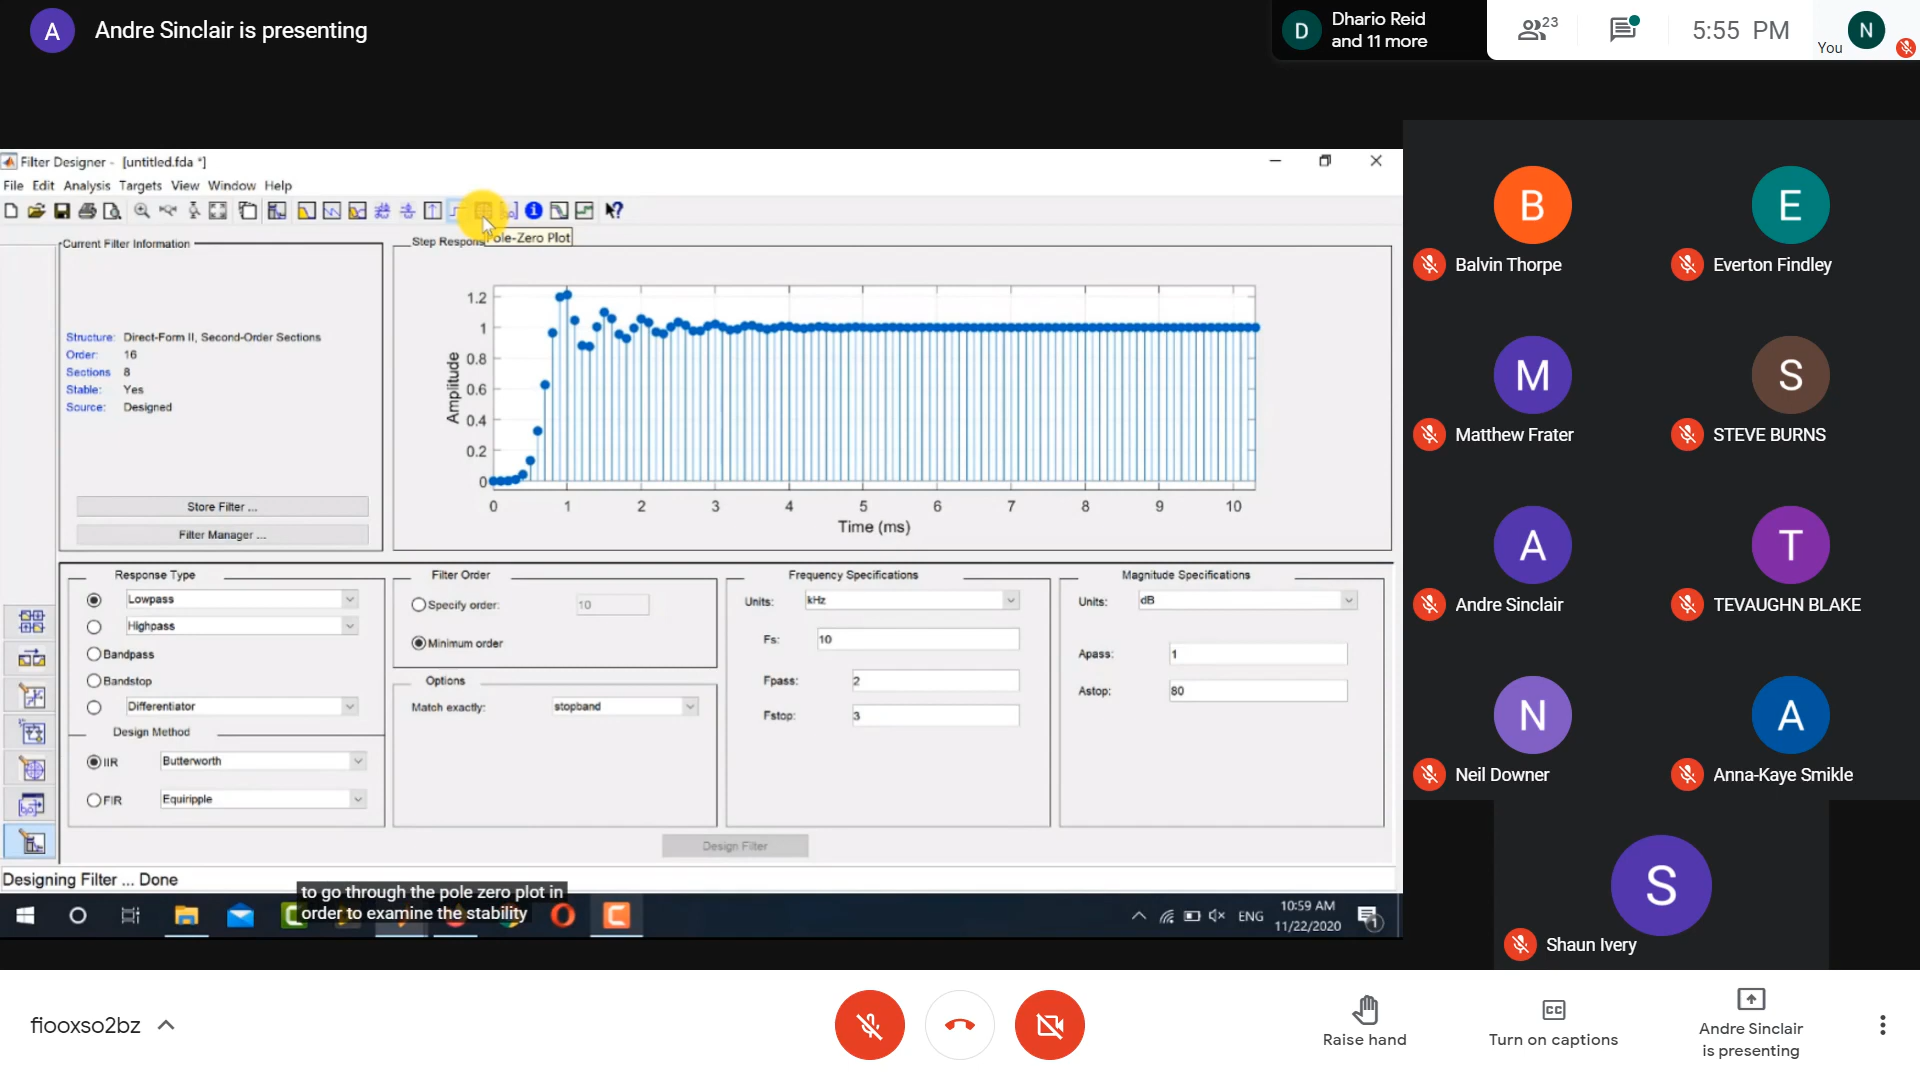 A
Andre Sinclair is presenting
D
Dhario Reid
and 11 more
23
5:55 PM
You
N
Filter Designer - [untitled.fda *]
File Edit Analysis Targets View Window Help
Pole-Zero Plot
Current Filter Information
Structure: Direct-Form II, Second-Order Sections
Order: 16
Sections 8
Stable: Yes
Source: Designed
Store Filter ...
Filter Manager ...
Step Respon
Amplitude
1.2
1
0.8
0.6
0.4
0.2
0
0 1 2 3 4 5 6 7 8 9 10
Time (ms)
Response Type
Lowpass
Highpass
Bandpass
Bandstop
Differentiator
Design Method
IIR Butterworth
FIR Equiripple
Filter Order
Specify order: 10
Minimum order
Options
Match exactly: stopband
Frequency Specifications
Units: kHz
Fs: 10
Fpass: 2
Fstop: 3
Magnitude Specifications
Units: dB
Apass: 1
Astop: 80
Design Filter
Designing Filter ... Done
to go through the pole zero plot in
order to examine the stability
ENG
10:59 AM
11/22/2020
1
B
Balvin Thorpe
E
Everton Findley
M
Matthew Frater
S
STEVE BURNS
A
Andre Sinclair
T
TEVAUGHN BLAKE
N
Neil Downer
A
Anna-Kaye Smikle
S
Shaun Ivery
fiooxso2bz
Raise hand
Turn on captions
Andre Sinclair
is presenting